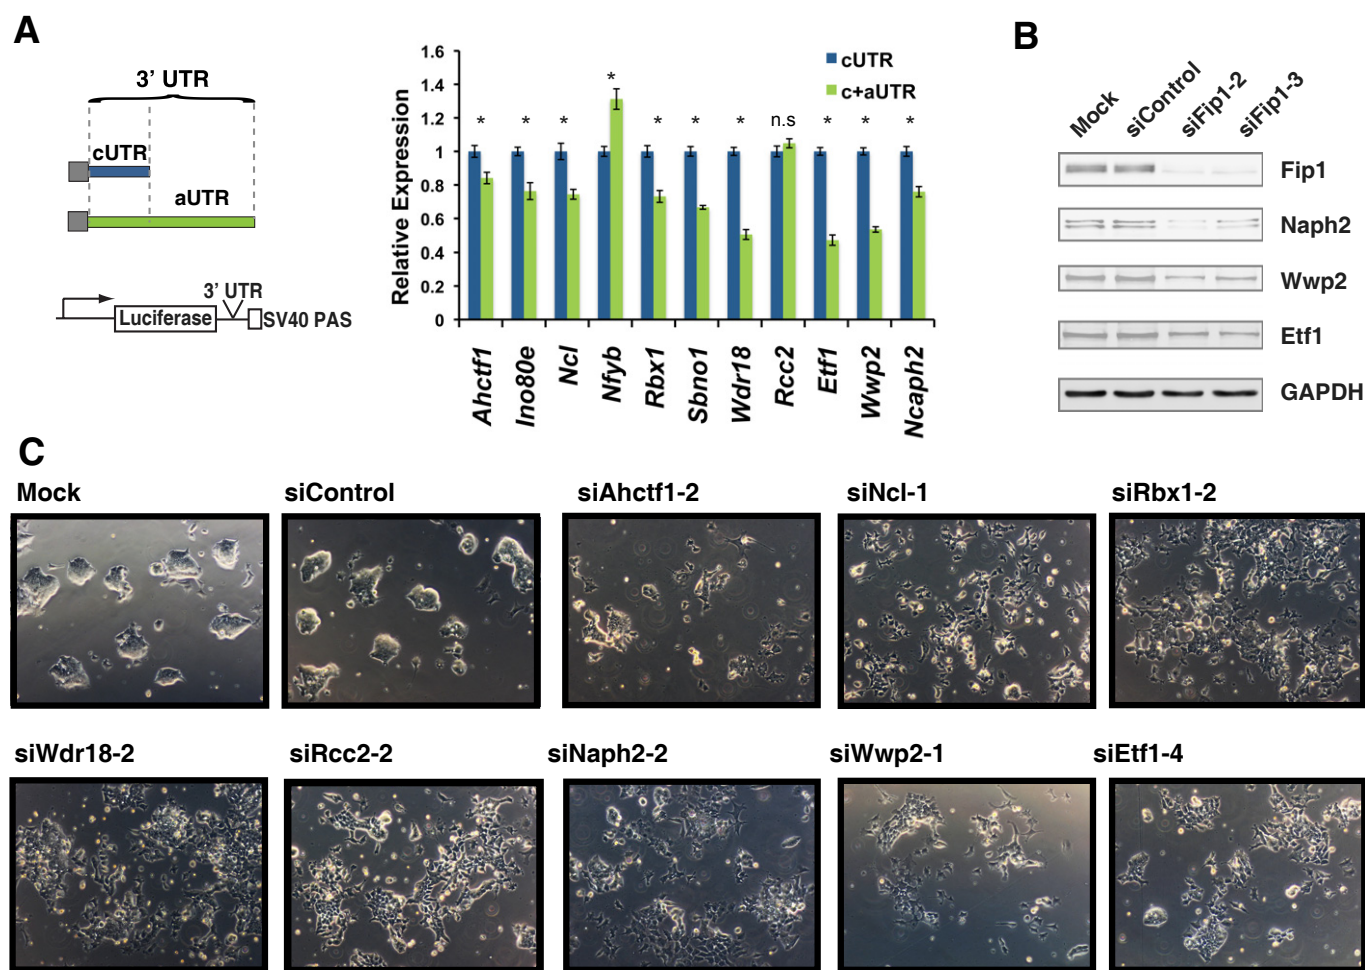 A
3' UTR
cUTR
aUTR
3' UTR
Luciferase
SV40 PAS
Relative Expression
1.6
1.4
1.2
1
0.8
0.6
0.4
0.2
0
cUTR
c+aUTR
* * * * * * * n.s * * *
Ahctf1
Ino80e
Ncl
Nfyb
Rbx1
Sbno1
Wdr18
Rcc2
Etf1
Wwp2
Ncaph2
B
Mock
siControl
siFip1-2
siFip1-3
Fip1
Naph2
Wwp2
Etf1
GAPDH
C
Mock
siControl
siAhctf1-2
siNcl-1
siRbx1-2
siWdr18-2
siRcc2-2
siNaph2-2
siWwp2-1
siEtf1-4